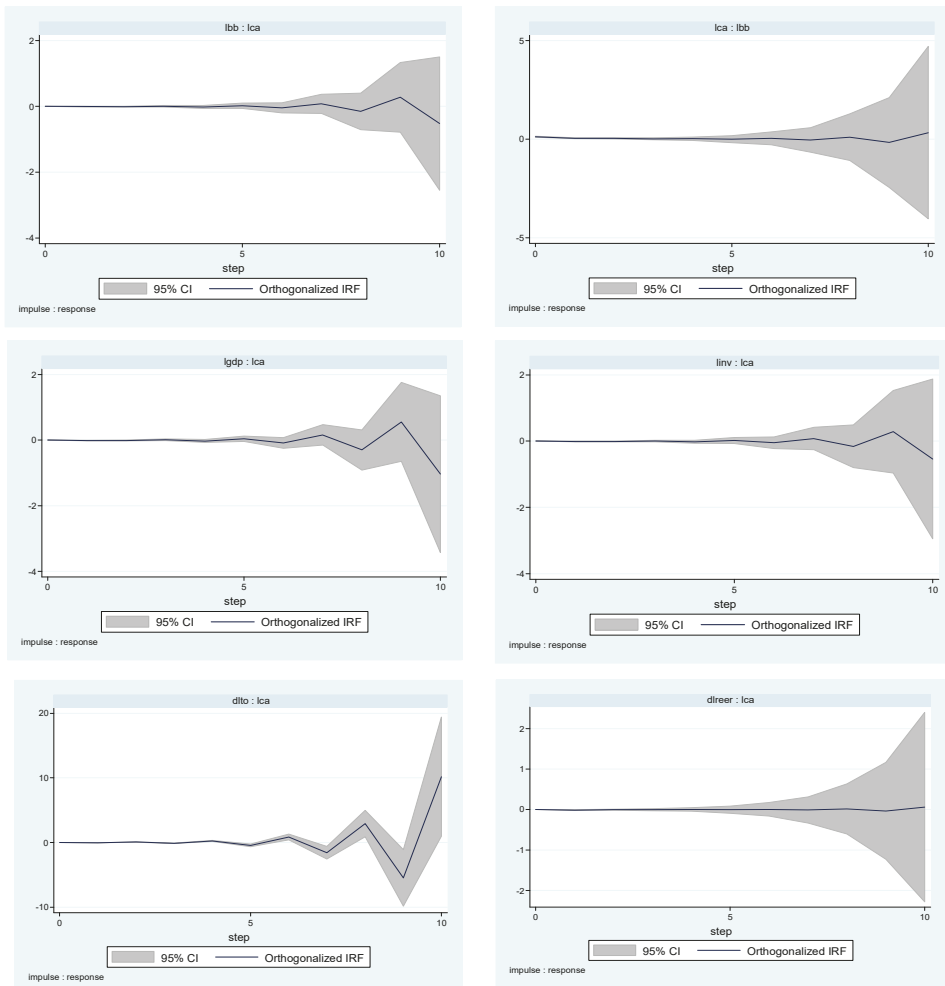 lbb : lca
2
0
-2
-4
0 5 10
step
95% CI Orthogonalized IRF
impulse : response
lca : lbb
5
0
-5
0 5 10
step
95% CI Orthogonalized IRF
impulse : response
lgdp : lca
2
0
-2
-4
0 5 10
step
95% CI Orthogonalized IRF
impulse : response
linv : lca
2
0
-2
-4
0 5 10
step
95% CI Orthogonalized IRF
impulse : response
dlto : lca
20
10
0
-10
0 5 10
step
95% CI Orthogonalized IRF
impulse : response
dlreer : lca
2
1
0
-1
-2
0 5 10
step
95% CI Orthogonalized IRF
impulse : response